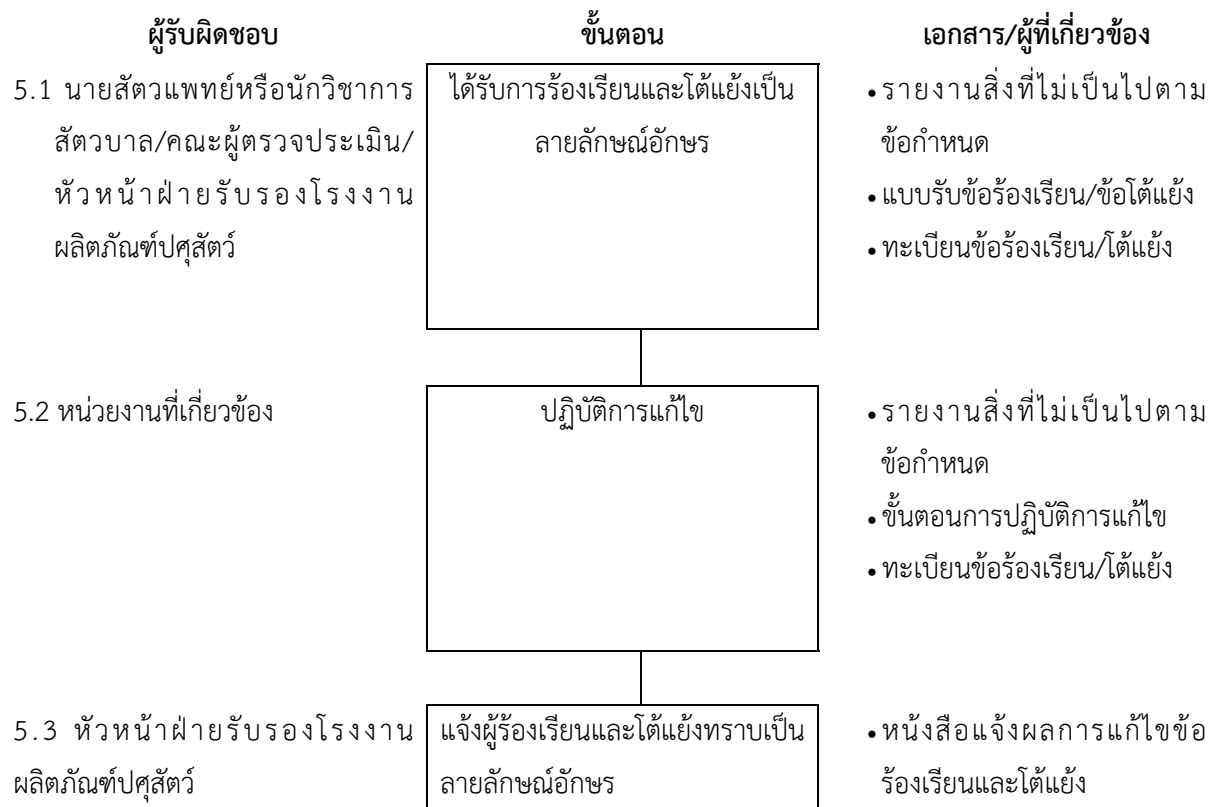 ผู้รับผิดชอบ ขั้นตอน เอกสาร/ผู้ที่เกี่ยวข้อง
5.1 นายสัตวแพทย์หรือนักวิชาการ
สัตวบาล/คณะผู้ตรวจประเมิน/
หัวหน้าฝ่ายรับรองโรงงาน
ผลิตภัณฑ์ปศุสัตว์
ได้รับการร้องเรียนและโต้แย้งเป็น
ลายลักษณ์อักษร
• รายงานสิ่งที่ไม่เป็นไปตาม
ข้อกำหนด
• แบบรับข้อร้องเรียน/ข้อโต้แย้ง
• ทะเบียนข้อร้องเรียน/โต้แย้ง
5.2 หน่วยงานที่เกี่ยวข้อง
ปฏิบัติการแก้ไข
• รายงานสิ่งที่ไม่เป็นไปตาม
ข้อกำหนด
• ขั้นตอนการปฏิบัติการแก้ไข
• ทะเบียนข้อร้องเรียน/โต้แย้ง
5.3 หัวหน้าฝ่ายรับรองโรงงาน
ผลิตภัณฑ์ปศุสัตว์
แจ้งผู้ร้องเรียนและโต้แย้งทราบเป็น
ลายลักษณ์อักษร
• หนังสือแจ้งผลการแก้ไขข้อ
ร้องเรียนและโต้แย้ง